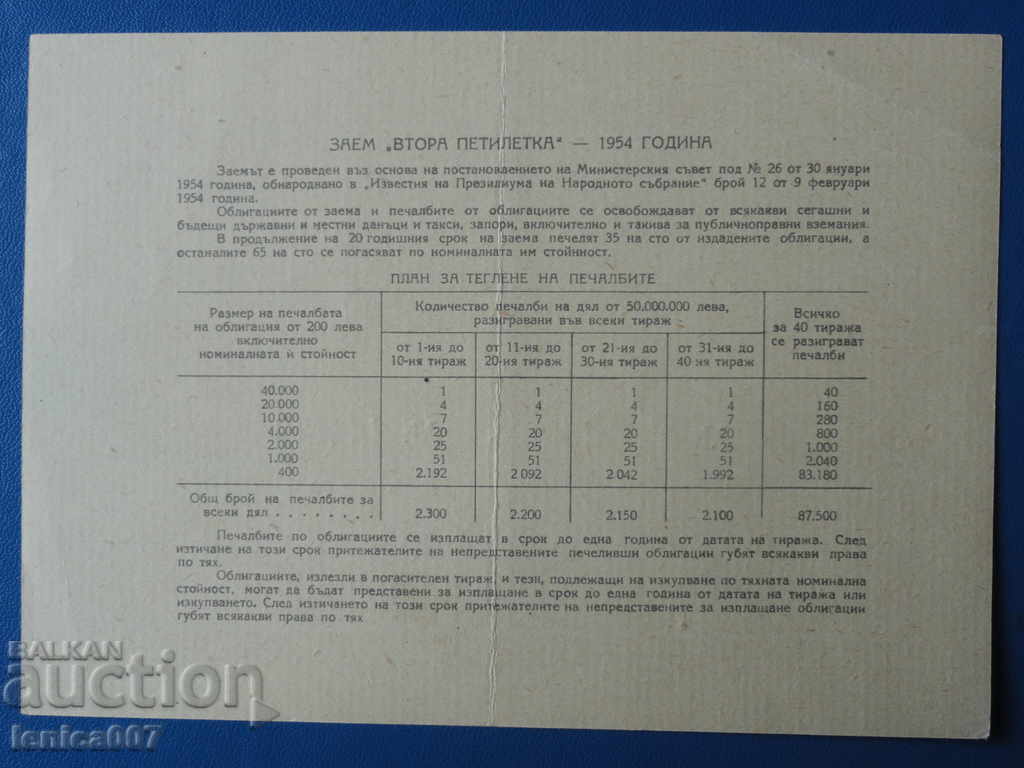 ЗАЕМ „ВТОРА ПЕТИЛЕТКА" — 1954 ГОДИНА
Заемът е проведен въз основа на постановлението на Министерския съвет под № 26 от 30 януари
1954 година, обнародвано в „Известия на Президиума на Народното събрание" брой 12 от 9 февруари
1954 година.
Облигациите от заема и печалбите от облигациите се освобождават от всякакви сегашни и
бъдещи държавни и местни данъци и такси, запори, включително и такива за публичноправни вземания.
В продължение на 20 годишния срок на заема печелят 35 на сто от издадените облигации, а
останалите 65 на сто се погасяват по номиналната им стойнност.
ПЛАН ЗА ТЕГЛЕНЕ НА ПЕЧАЛБИТЕ
Размер на печалбата
на облигация от 200 лева
включително
номиналната ѝ стойност
Количество печалби на дял от 50.000.000 лева,
разигравани във всеки тираж
Всичко
за 40 тиража
се разиграват
печалби
от 1-ия до
10-ия тираж
от 11-ия до
20-ия тираж
от 21-ия до
30-ия тираж
от 31-ия до
40-ия тираж
40.000 1 1 1 1 40
20.000 4 4 4 4 160
10.000 7 7 7 7 280
4.000 20 20 20 20 800
2.000 25 25 25 25 1.000
1.000 51 51 51 51 2.040
400 2.192 2 092 2 042 1.992 83.180
Общ брой на печалбите за
всеки дял . . . . . . . . 2.300 2.200 2.150 2.100 87.500
Печалбите по облигациите се изплащат в срок до една година от датата на тиража. След
изтичане на този срок притежателите на непредставените печеливши облигации губят всякакви права
по тях.
Облигациите, излезли в погасителен тираж, и тези, подлежащи на изкупване по тяхната номинална
стойност, могат да бъдат представени за изплащане в срок до една година от датата на тиража или
изкупването. След изтичането на този срок притежателите на непредставените за изплащане облигации
губят всякакви права по тях
BALKAN
auction
lenica007